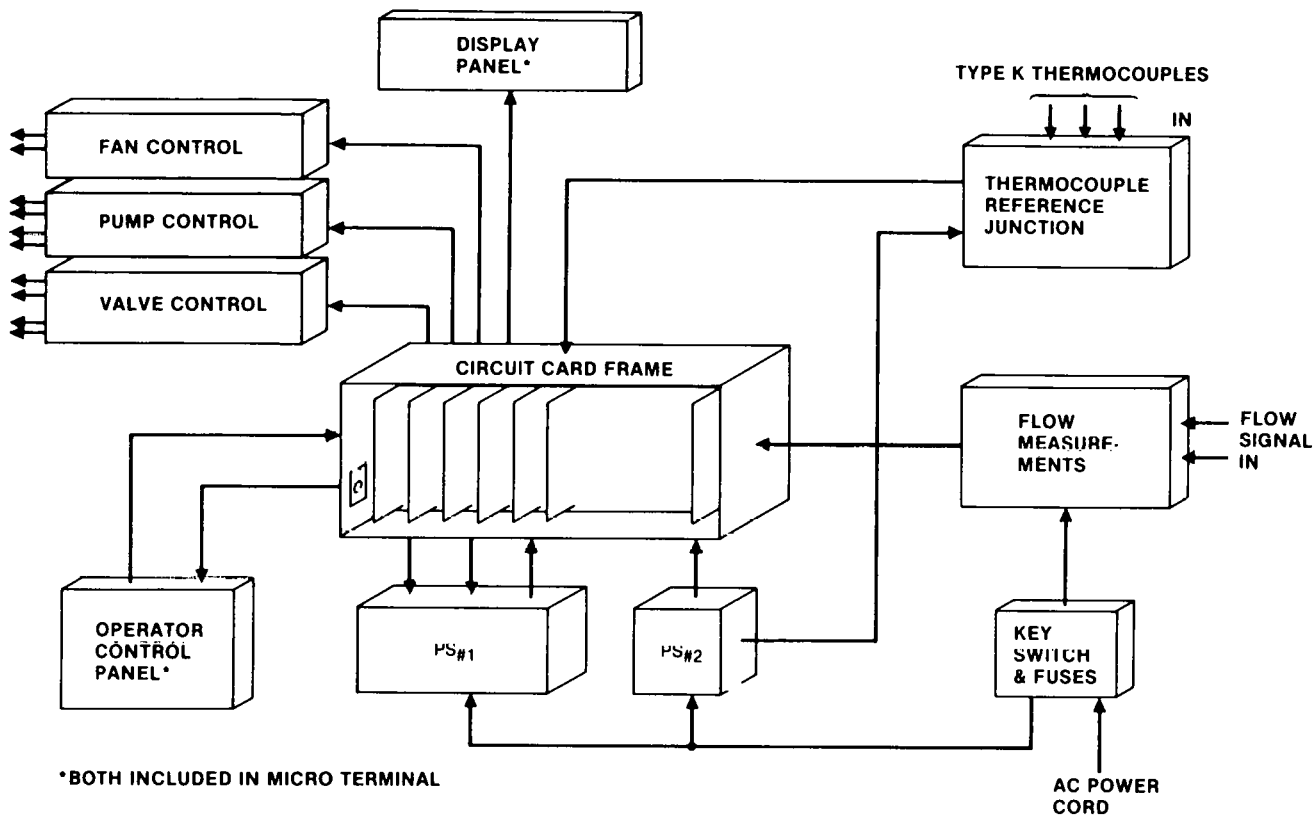 DISPLAY
PANEL*
TYPE K THERMOCOUPLES
IN
FAN CONTROL
THERMOCOUPLE
REFERENCE
JUNCTION
PUMP CONTROL
VALVE CONTROL
CIRCUIT CARD FRAME
FLOW
MEASURE-
MENTS
FLOW
SIGNAL
IN
OPERATOR
CONTROL
PANEL*
PS#1
PS#2
KEY
SWITCH
& FUSES
*BOTH INCLUDED IN MICRO TERMINAL
AC POWER
CORD